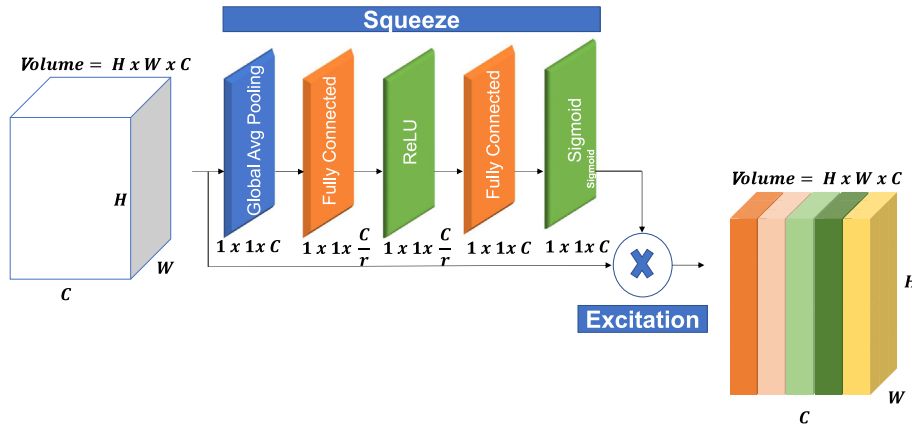 Squeeze
Volume = H x W x C
H
W
C
Global Avg Pooling
Fully Connected
ReLU
Fully Connected
Sigmoid
Sigmoid
1 x 1x C
1 x 1x C/r
1 x 1x C/r
1 x 1x C
1 x 1x C
X
Excitation
Volume = H x W x C
H
W
C